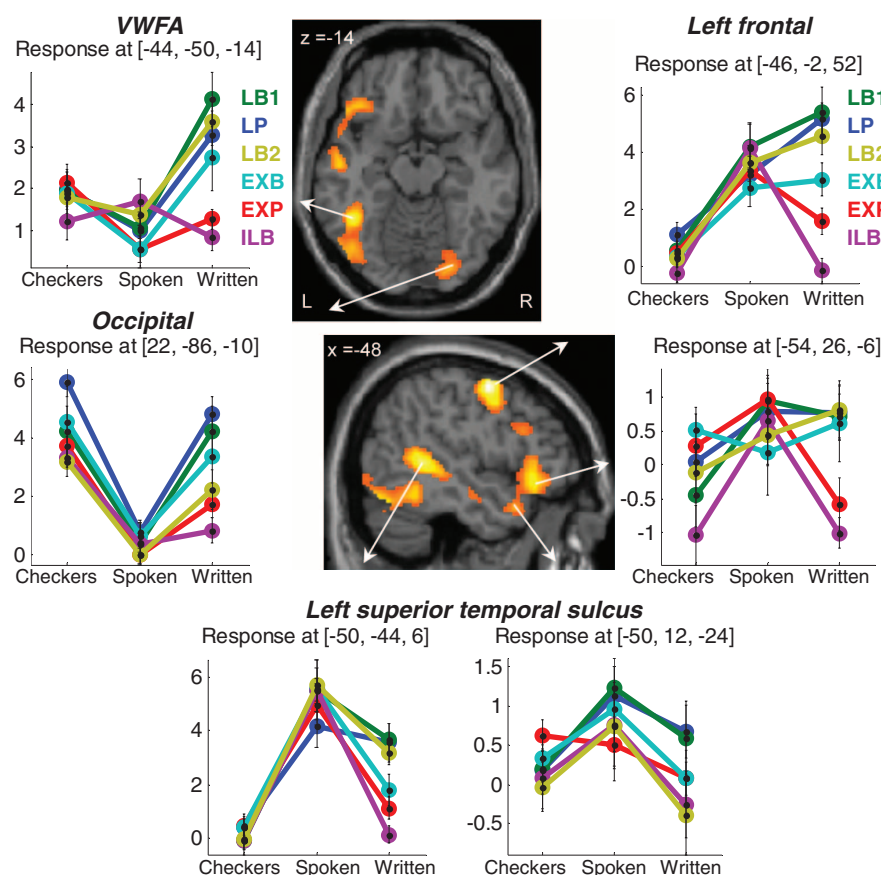 VWFA
Response at [-44, -50, -14]
4
3
2
1
Checkers Spoken Written
LB1
LP
LB2
EXB
EXP
ILB
z =-14
L R
Left frontal
Response at [-46, -2, 52]
6
4
2
0
Checkers Spoken Written
LB1
LP
LB2
EXB
EXP
ILB
Occipital
Response at [22, -86, -10]
6
4
2
0
Checkers Spoken Written
x =-48
Response at [-54, 26, -6]
1
0.5
0
-0.5
-1
Checkers Spoken Written
Left superior temporal sulcus
Response at [-50, -44, 6]
6
4
2
0
Checkers Spoken Written
Response at [-50, 12, -24]
1.5
1
0.5
0
-0.5
Checkers Spoken Written